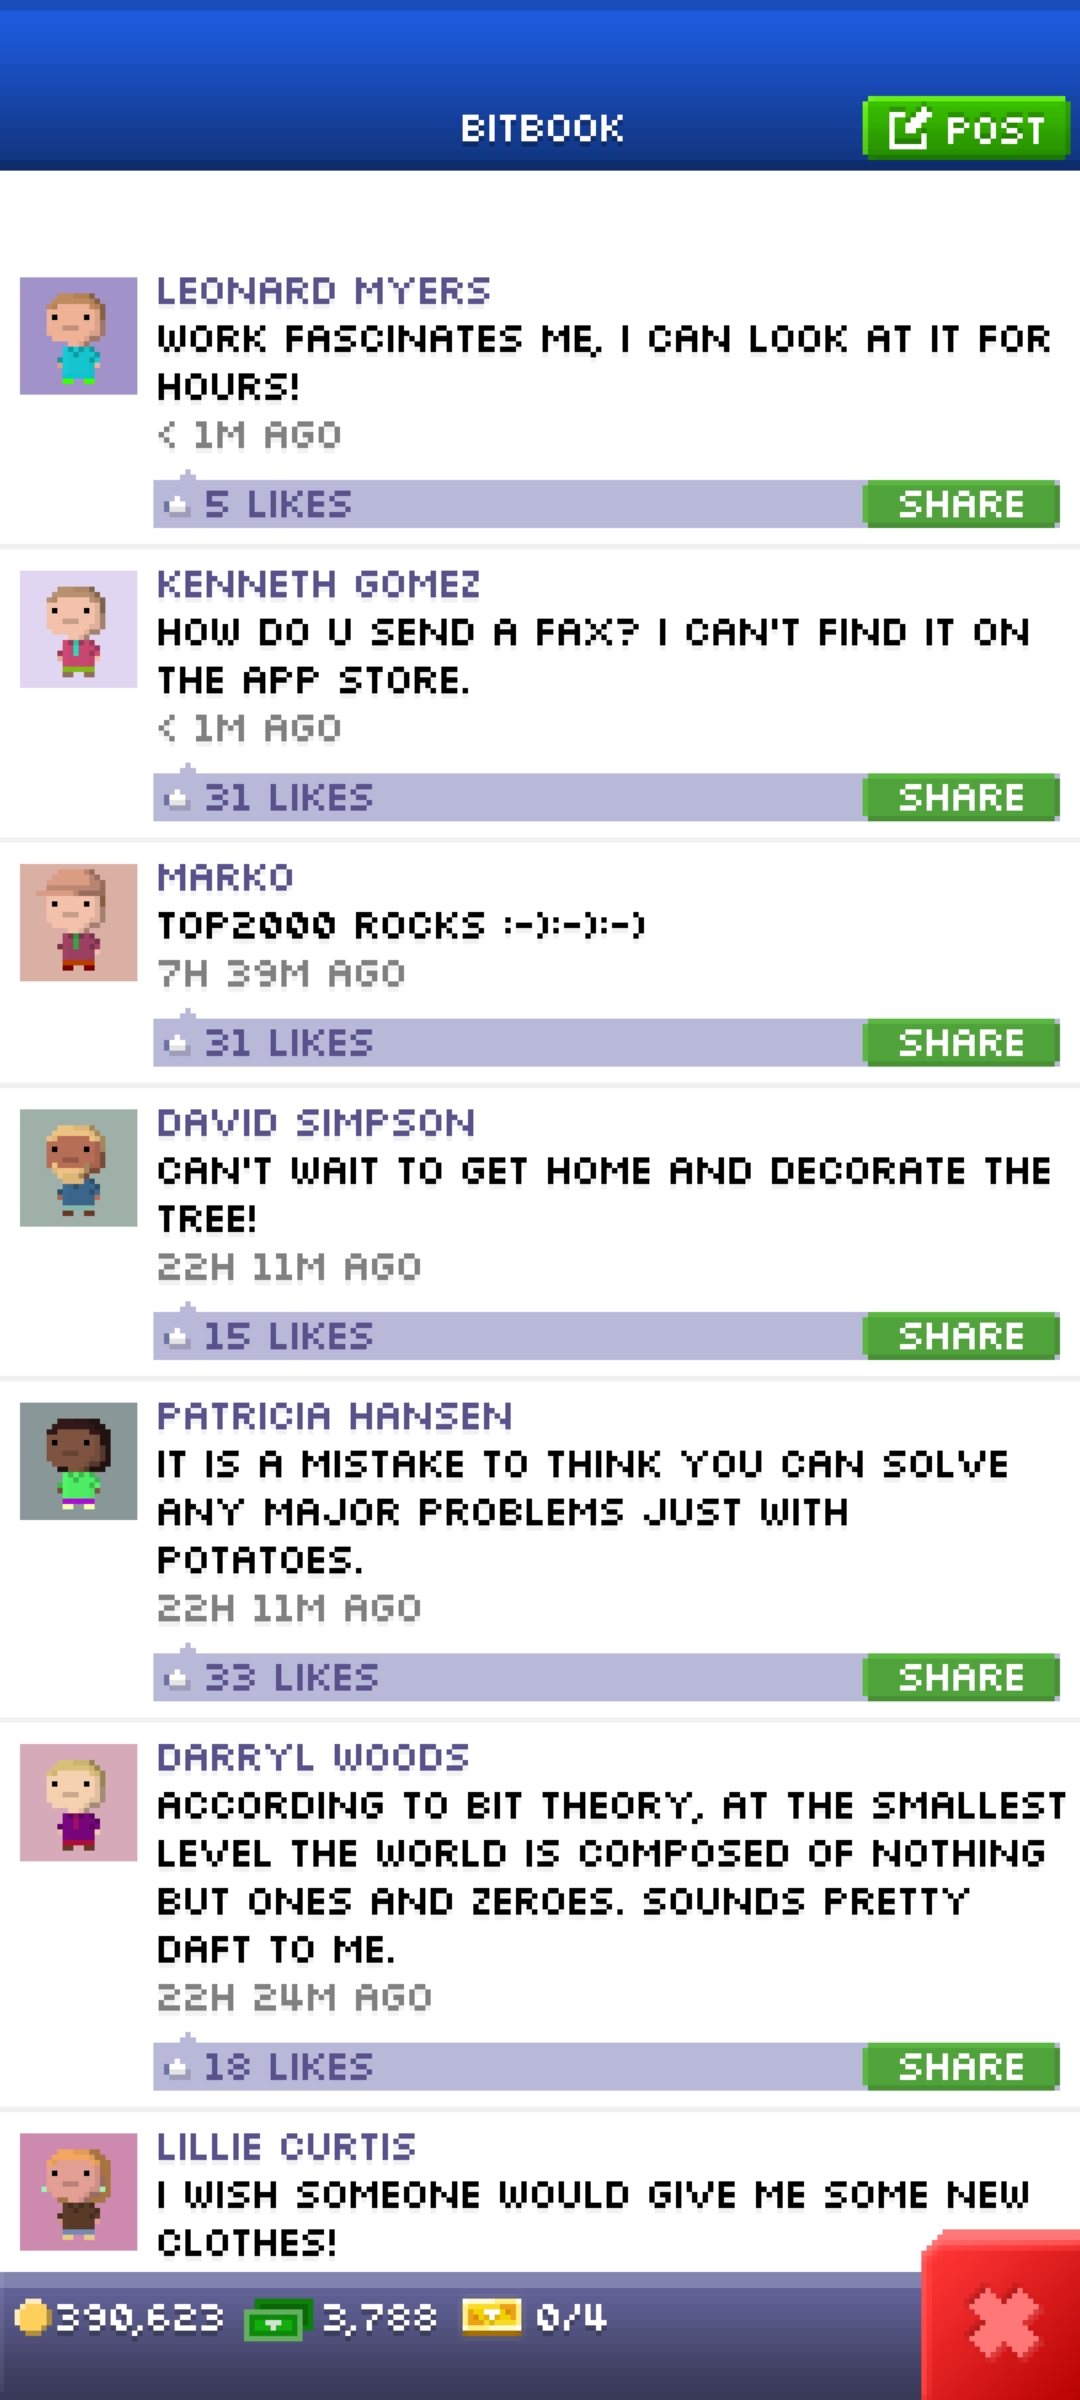 BITBOOK
POST
LEONARD MYERS
WORK FASCINATES ME, I CAN LOOK AT IT FOR
HOURS!
< 1M AGO
5 LIKES
SHARE
KENNETH GOMEZ
HOW DO U SEND A FAX? I CAN'T FIND IT ON
THE APP STORE.
< 1M AGO
31 LIKES
SHARE
MARKO
TOP2000 ROCKS :-):-):-)
7H 39M AGO
31 LIKES
SHARE
DAVID SIMPSON
CAN'T WAIT TO GET HOME AND DECORATE THE
TREE!
22H 11M AGO
15 LIKES
SHARE
PATRICIA HANSEN
IT IS A MISTAKE TO THINK YOU CAN SOLVE
ANY MAJOR PROBLEMS JUST WITH
POTATOES.
22H 11M AGO
33 LIKES
SHARE
DARRYL WOODS
ACCORDING TO BIT THEORY, AT THE SMALLEST
LEVEL THE WORLD IS COMPOSED OF NOTHING
BUT ONES AND ZEROES. SOUNDS PRETTY
DAFT TO ME.
22H 24M AGO
18 LIKES
SHARE
LILLIE CURTIS
I WISH SOMEONE WOULD GIVE ME SOME NEW
CLOTHES!
390,623
3,788
0/4